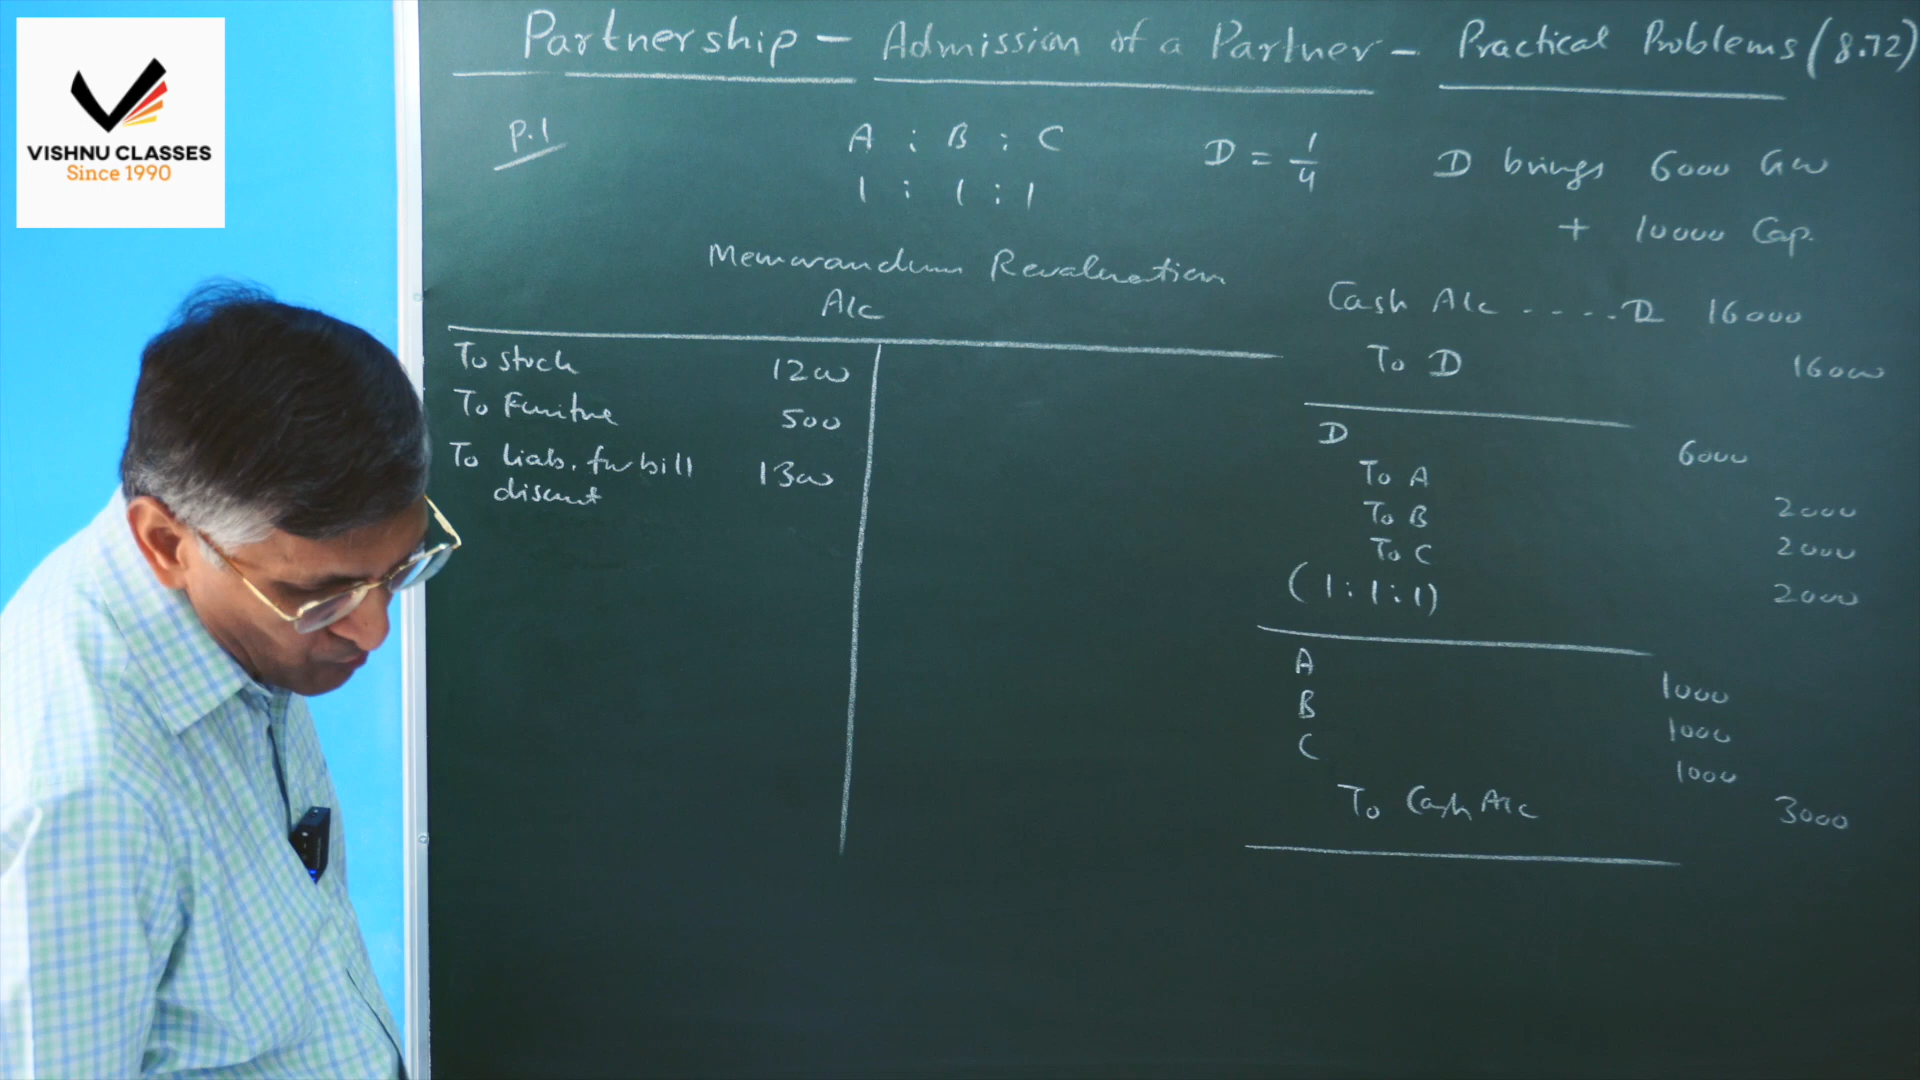 VISHNU CLASSES
Since 1990
Partnership - Admission of a Partner - Practical Problems (8.72)
P.1
A : B : C
1 : 1 : 1
D = 1/4
D brings 6000 GW
+ 10000 Cap.
Memorandum Revaluation
A/c
To stock 1200
To Furniture 500
To Liab. for bill 1300
discount
Cash A/c ....D 16000
To D 16000
D 6000
To A 2000
To B 2000
To C 2000
(1:1:1)
A 1000
B 1000
C 1000
To Cash A/c 3000